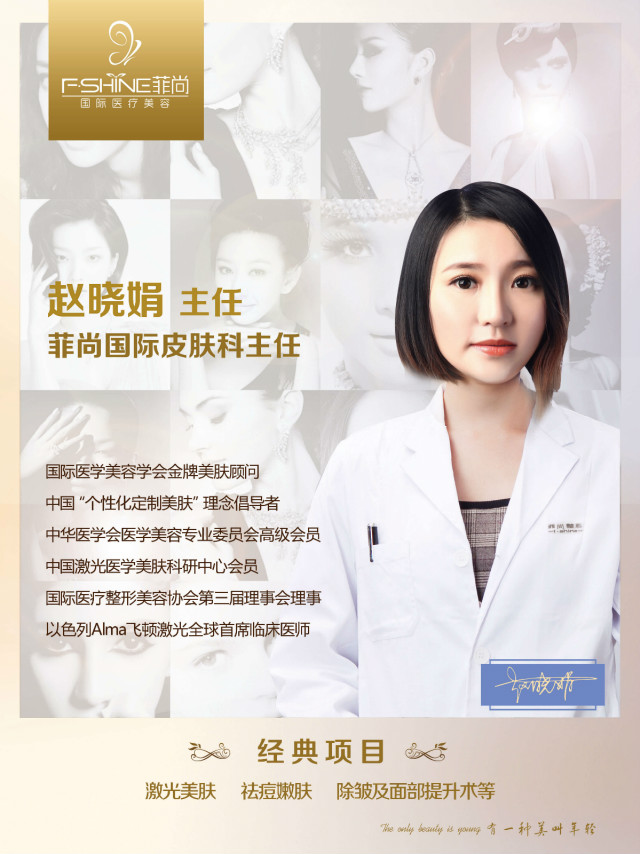 F·SHINE菲尚
国际医疗美容
赵晓娟 主任
菲尚国际皮肤科主任
国际医学美容学会金牌美肤顾问
中国“个性化定制美肤”理念倡导者
中华医学会医学美容专业委员会高级会员
中国激光医学美肤科研中心会员
国际医疗整形美容协会第三届理事会理事
以色列Alma飞顿激光全球首席临床医师
赵晓娟
经典项目
激光美肤 祛痘嫩肤 除皱及面部提升术等
The only beauty is young 有一种美叫年轻